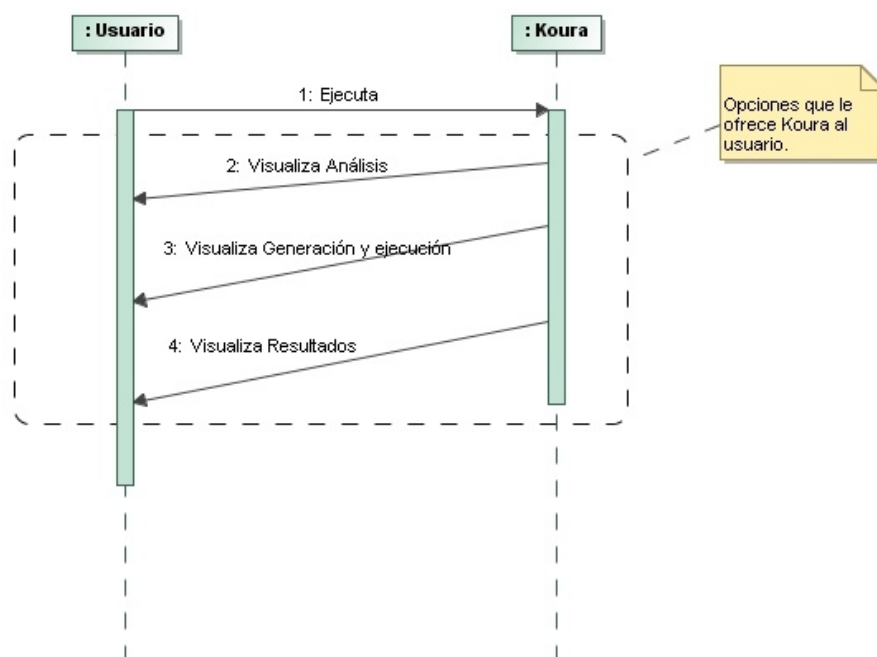 : Usuario
: Koura
1: Ejecuta
Opciones que le
ofrece Koura al
usuario.
2: Visualiza Análisis
3: Visualiza Generación y ejecución
4: Visualiza Resultados